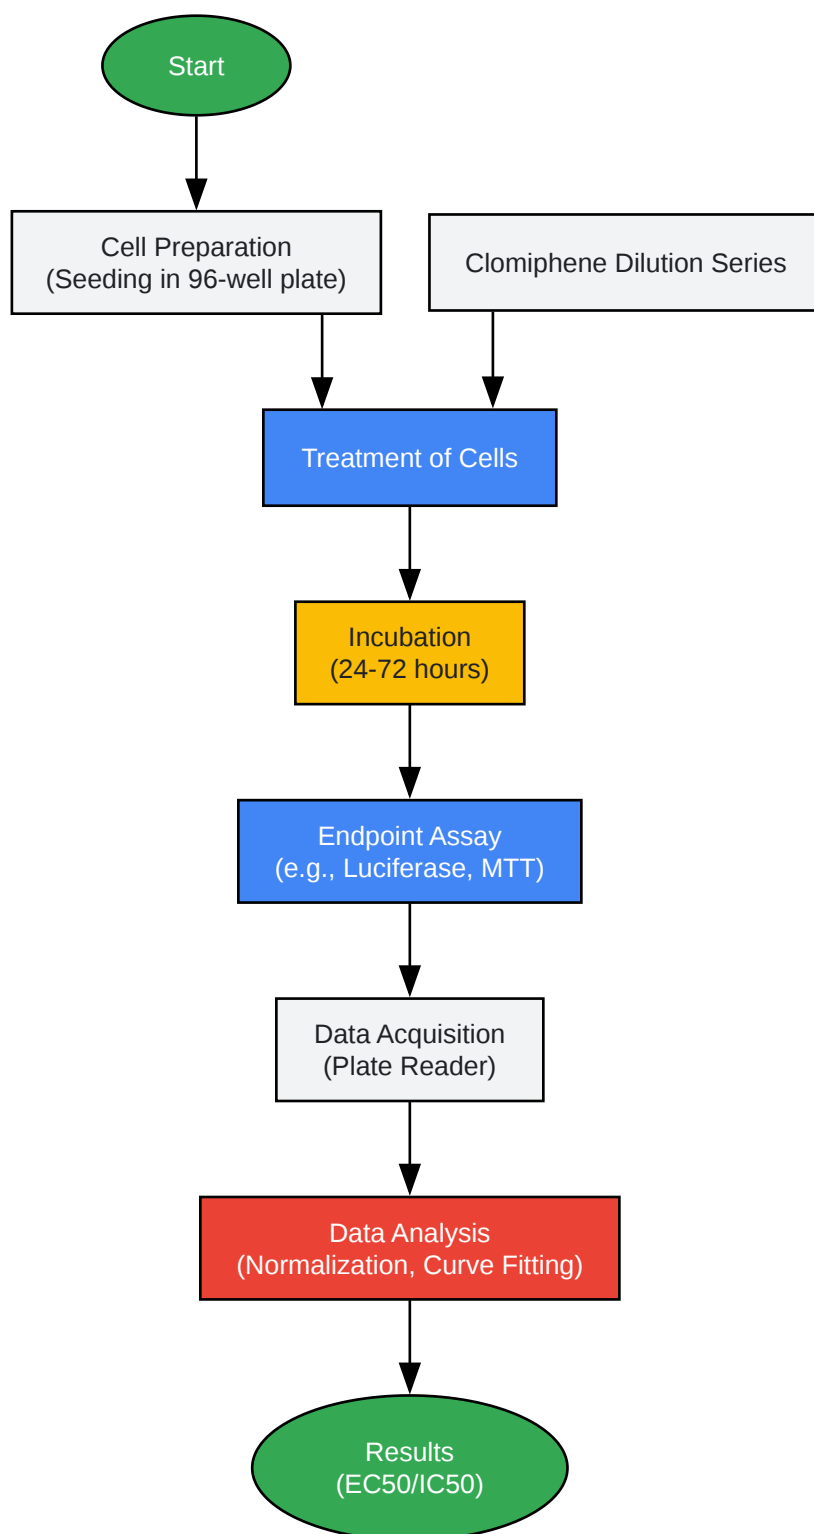 Start
Cell Preparation
(Seeding in 96-well plate)
Clomiphene Dilution Series
Treatment of Cells
Incubation
(24-72 hours)
Endpoint Assay
(e.g., Luciferase, MTT)
Data Acquisition
(Plate Reader)
Data Analysis
(Normalization, Curve Fitting)
Results
(EC50/IC50)